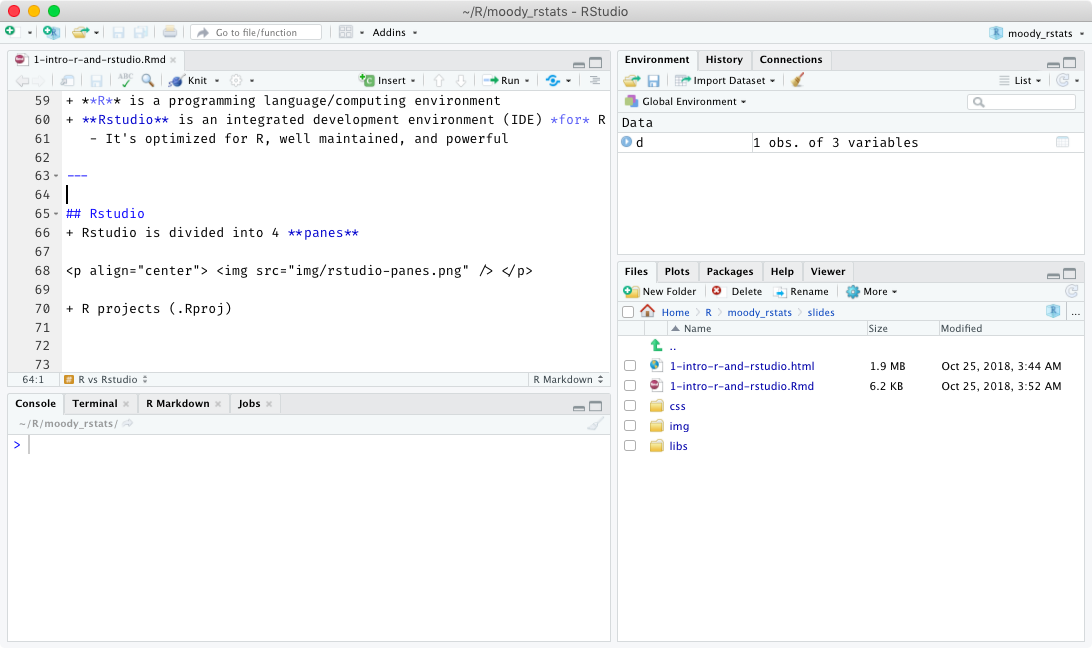 ~/R/moody_rstats - RStudio
Go to file/function
Addins
moody_rstats
1-intro-r-and-rstudio.Rmd
ABC
Knit
Insert
Run
59 + **R** is a programming language/computing environment
60 + **Rstudio** is an integrated development environment (IDE) *for* R
61 - It's optimized for R, well maintained, and powerful
62
63 ---
64
65 ## Rstudio
66 + Rstudio is divided into 4 **panes**
67
68 <p align="center"> <img src="img/rstudio-panes.png" /> </p>
69
70 + R projects (.Rproj)
71
72
73
64:1 R vs Rstudio R Markdown
Console Terminal R Markdown Jobs
~/R/moody_rstats/
>
Environment History Connections
Import Dataset List
Global Environment
Data
d 1 obs. of 3 variables
Files Plots Packages Help Viewer
New Folder Delete Rename More
Home R moody_rstats slides ...
Name Size Modified
..
1-intro-r-and-rstudio.html 1.9 MB Oct 25, 2018, 3:44 AM
1-intro-r-and-rstudio.Rmd 6.2 KB Oct 25, 2018, 3:52 AM
css
img
libs